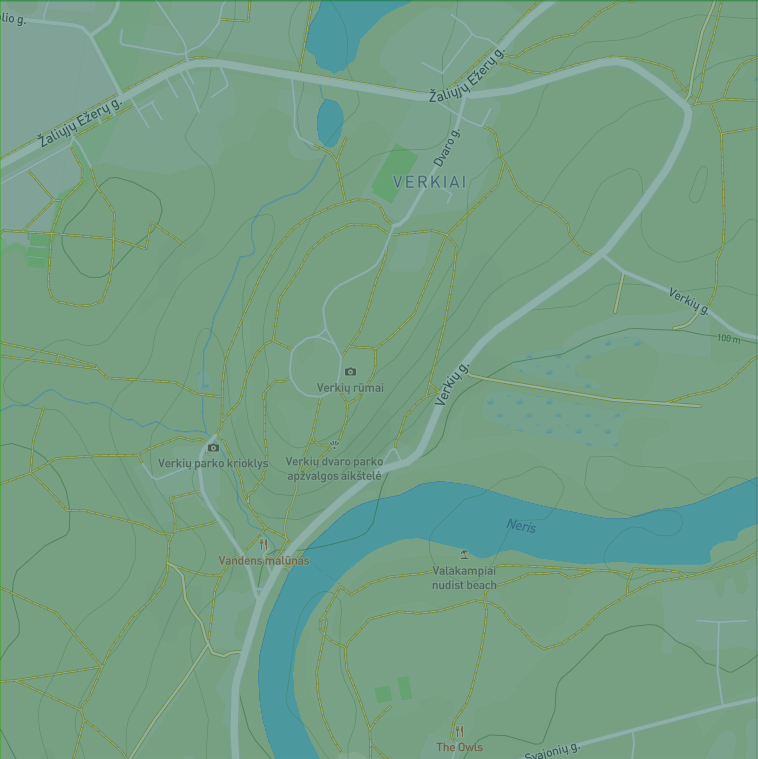 lio g.
Žaliųjų Ežerų g.
Žaliųjų Ežerų g.
Dvaro g.
VERKIAI
Verkių g.
100 m
Verkių g.
Verkių rūmai
Verkių parko krioklys
Verkių dvaro parko
apžvalgos aikštelė
Neris
Vandens malūnas
Valakampiai
nudist beach
The Owls
Svajonių g.